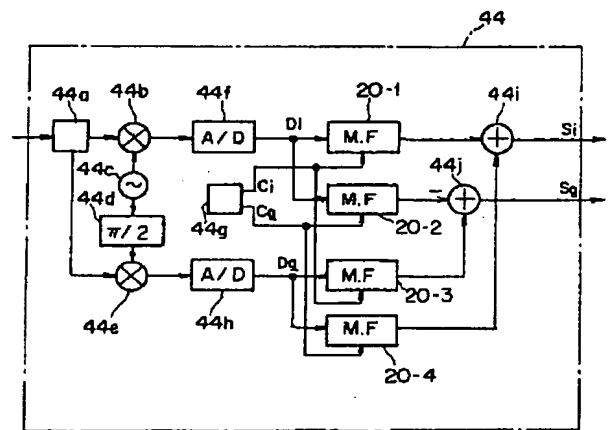 44
44a
44b
44f
20-1
44i
A/D
Di
M.F
Si
44c
Ci
44j
44d
Cq
M.F
Sq
π/2
44g
20-2
Dq
A/D
M.F
44e
44h
20-3
M.F
20-4